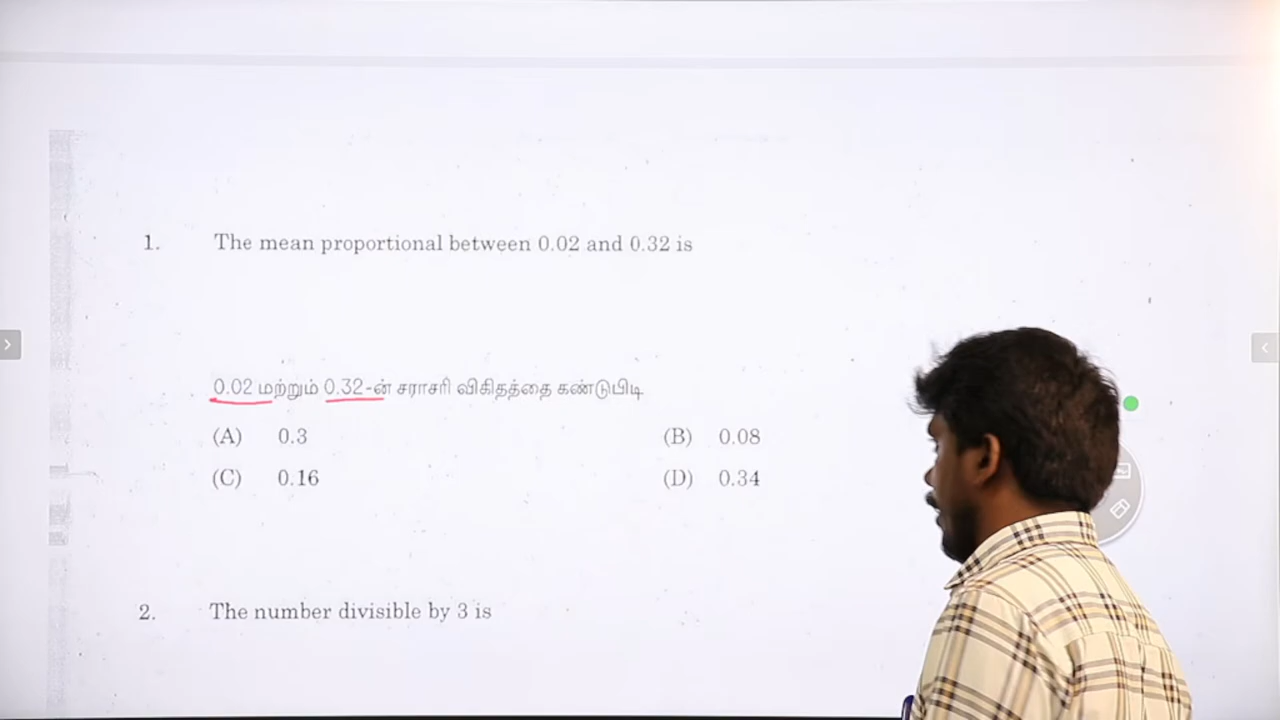 1. The mean proportional between 0.02 and 0.32 is
0.02 மற்றும் 0.32-ன் சராசரி விகிதத்தை கண்டுபிடி
(A) 0.3 (B) 0.08
(C) 0.16 (D) 0.34
2. The number divisible by 3 is